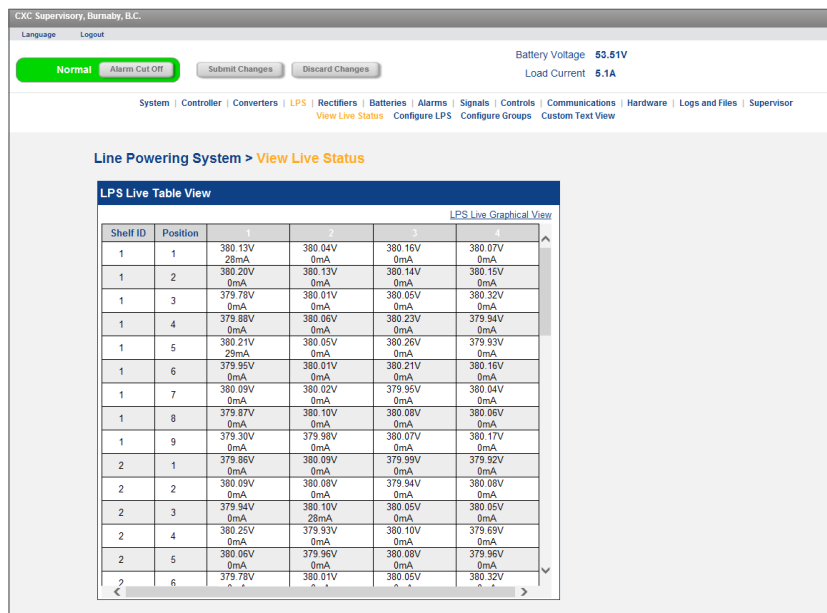 CXC Supervisory, Burnaby, B.C.
Language Logout
Battery Voltage 53.51V
Normal Alarm Cut Off Submit Changes Discard Changes
Load Current 5.1A
System | Controller | Converters | LPS | Rectifiers | Batteries | Alarms | Signals | Controls | Communications | Hardware | Logs and Files | Supervisor
View Live Status Configure LPS Configure Groups Custom Text View
Line Powering System > View Live Status
LPS Live Table View
LPS Live Graphical View
Shelf ID Position 1 2 3 4
1 1 380.13V 380.04V 380.16V 380.07V
28mA 0mA 0mA 0mA
1 2 380.20V 380.13V 380.14V 380.15V
0mA 0mA 0mA 0mA
1 3 379.78V 380.01V 380.05V 380.32V
0mA 0mA 0mA 0mA
1 4 379.88V 380.06V 380.23V 379.94V
0mA 0mA 0mA 0mA
1 5 380.21V 380.05V 380.26V 379.93V
29mA 0mA 0mA 0mA
1 6 379.95V 380.01V 380.21V 380.16V
0mA 0mA 0mA 0mA
1 7 380.09V 380.02V 379.95V 380.04V
0mA 0mA 0mA 0mA
1 8 379.87V 380.10V 380.08V 380.06V
0mA 0mA 0mA 0mA
1 9 379.30V 379.98V 380.07V 380.17V
0mA 0mA 0mA 0mA
2 1 379.86V 380.09V 379.99V 379.92V
0mA 0mA 0mA 0mA
2 2 380.09V 380.08V 379.94V 380.08V
0mA 0mA 0mA 0mA
2 3 379.94V 380.10V 380.05V 380.05V
0mA 28mA 0mA 0mA
2 4 380.25V 379.93V 380.10V 379.69V
0mA 0mA 0mA 0mA
2 5 380.06V 379.96V 380.08V 379.96V
0mA 0mA 0mA 0mA
2 6 379.78V 380.01V 380.05V 380.32V